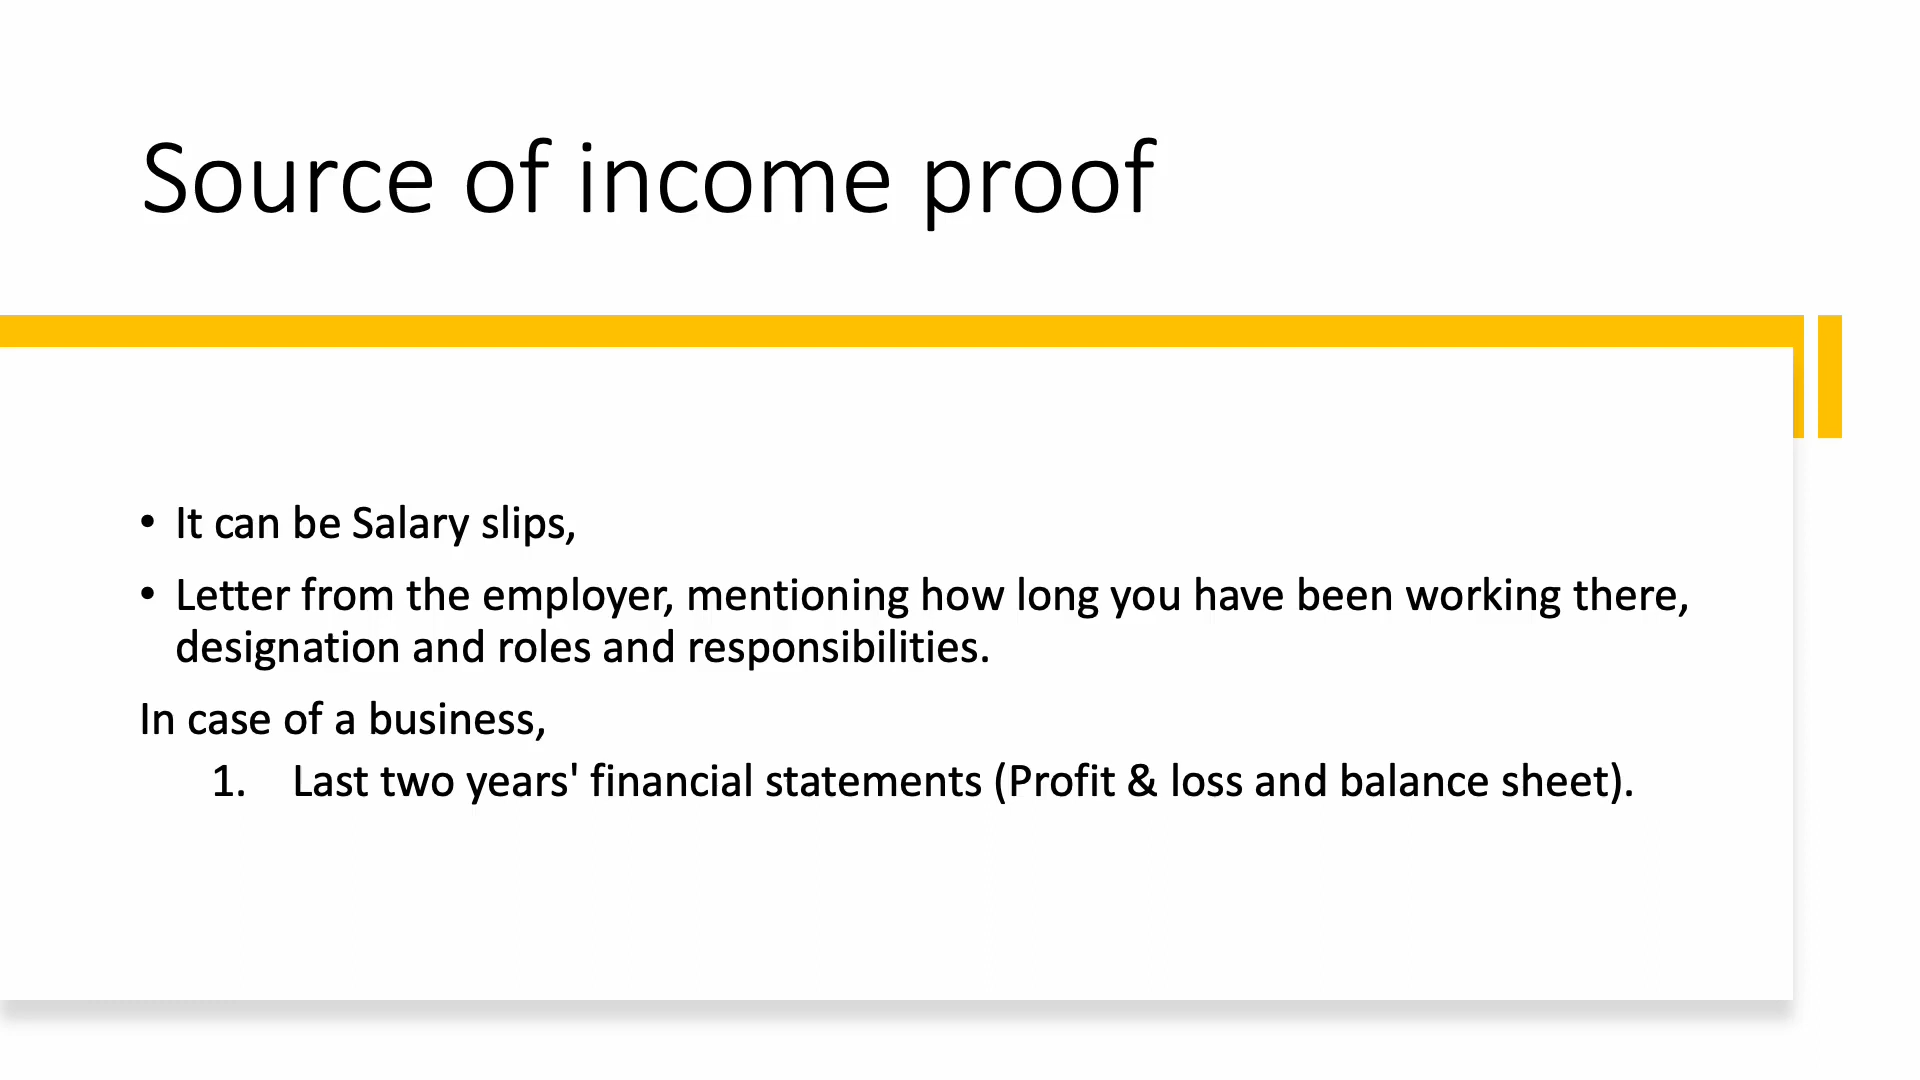 Source of income proof
• It can be Salary slips,
• Letter from the employer, mentioning how long you have been working there,
designation and roles and responsibilities.
In case of a business,
1. Last two years' financial statements (Profit & loss and balance sheet).